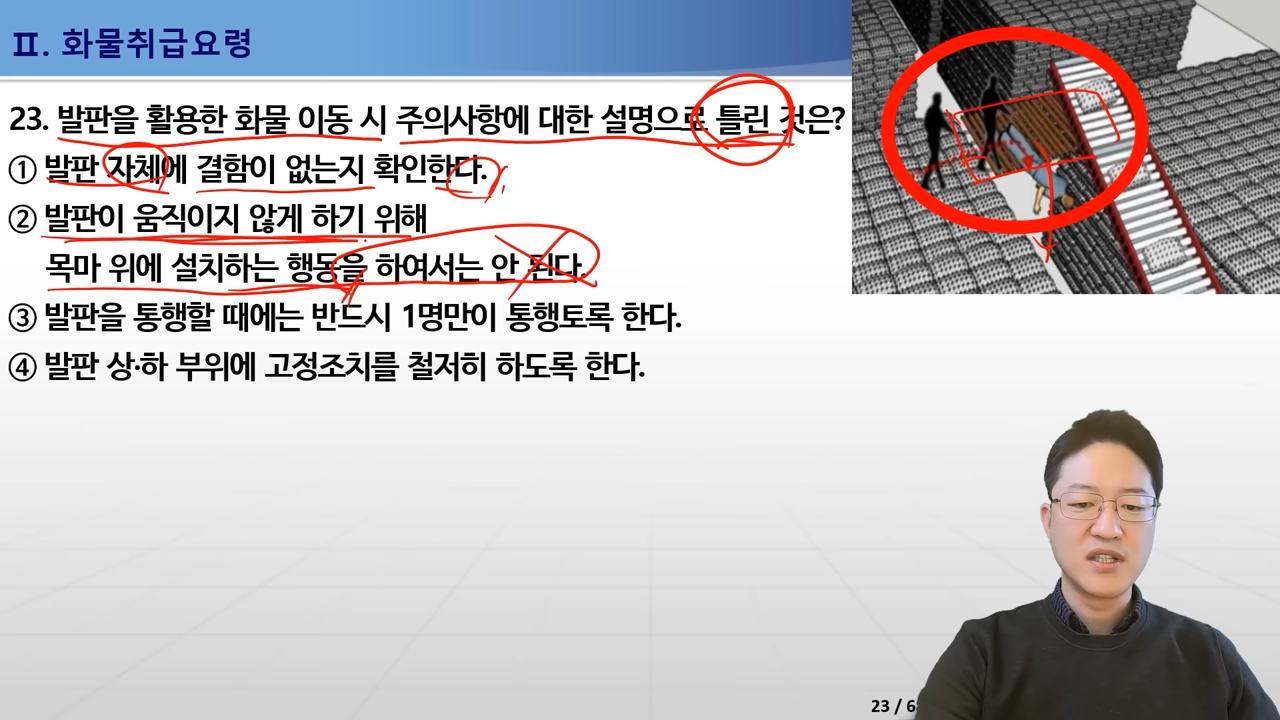 Ⅱ. 화물취급요령
23. 발판을 활용한 화물 이동 시 주의사항에 대한 설명으로 틀린 것은?
① 발판 자체에 결함이 없는지 확인한다.
② 발판이 움직이지 않게 하기 위해
목마 위에 설치하는 행동을 하여서는 안 된다.
③ 발판을 통행할 때에는 반드시 1명만이 통행토록 한다.
④ 발판 상·하 부위에 고정조치를 철저히 하도록 한다.
23 / 6